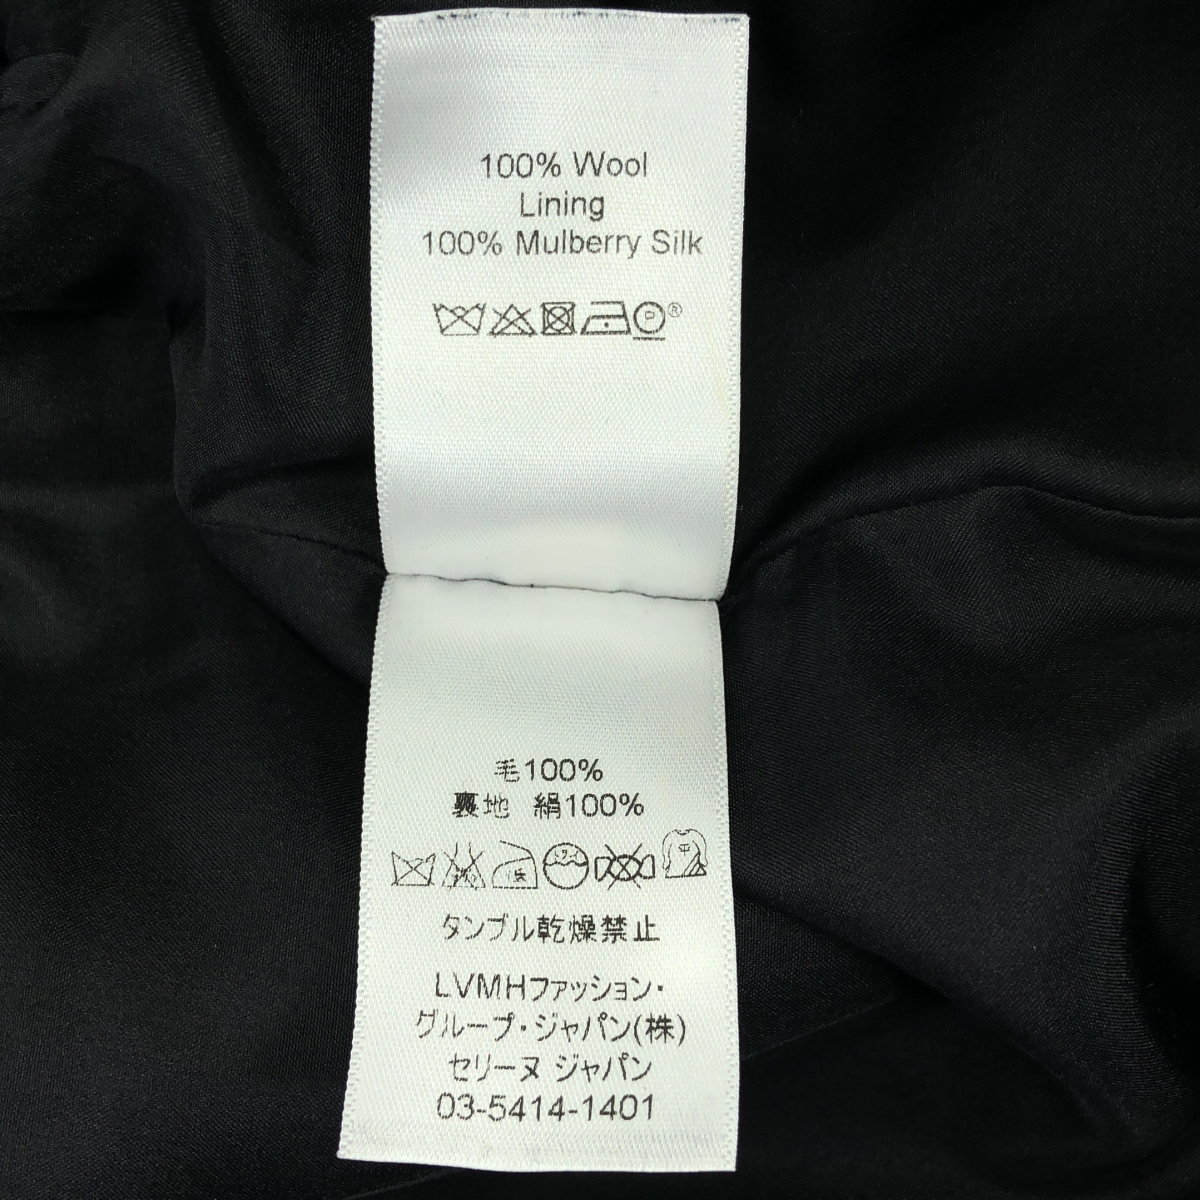 100% Wool
Lining
100% Mulberry Silk
P ®
毛100%
裏地 絹100%
平
タンブル乾燥禁止
LVMHファッション・
グループ・ジャパン(株)
セリーヌ ジャパン
03-5414-1401